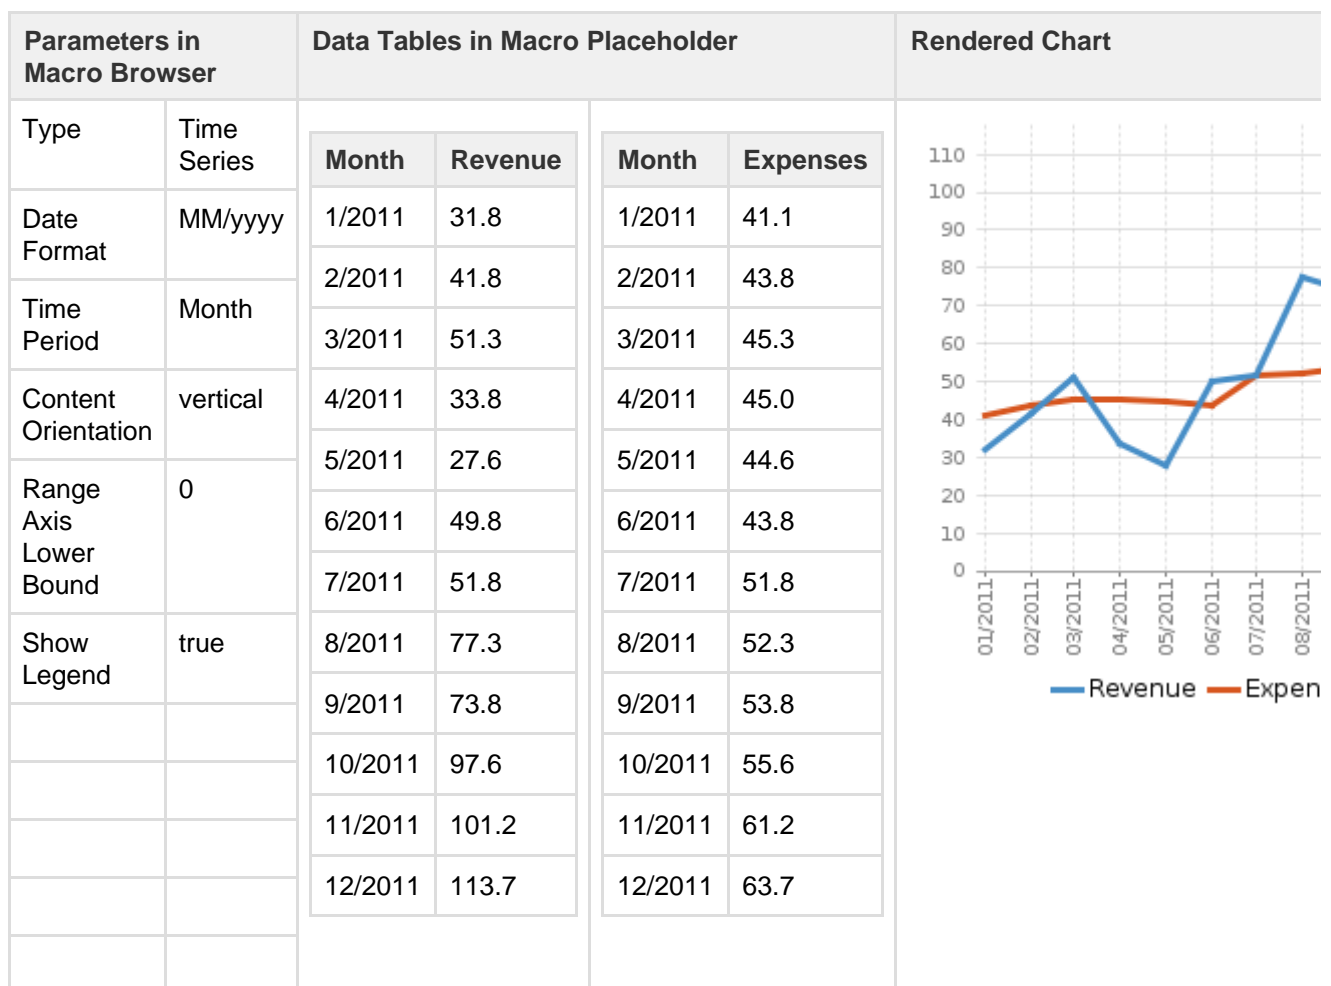 Parameters in
Macro Browser
Data Tables in Macro Placeholder
Rendered Chart
Type
Time
Series
Date
Format
MM/yyyy
Time
Period
Month
Content
Orientation
vertical
Range
Axis
Lower
Bound
0
Show
Legend
true
Month Revenue
1/2011 31.8
2/2011 41.8
3/2011 51.3
4/2011 33.8
5/2011 27.6
6/2011 49.8
7/2011 51.8
8/2011 77.3
9/2011 73.8
10/2011 97.6
11/2011 101.2
12/2011 113.7
Month Expenses
1/2011 41.1
2/2011 43.8
3/2011 45.3
4/2011 45.0
5/2011 44.6
6/2011 43.8
7/2011 51.8
8/2011 52.3
9/2011 53.8
10/2011 55.6
11/2011 61.2
12/2011 63.7
110
100
90
80
70
60
50
40
30
20
10
0
01/2011
02/2011
03/2011
04/2011
05/2011
06/2011
07/2011
08/2011
Revenue Expen